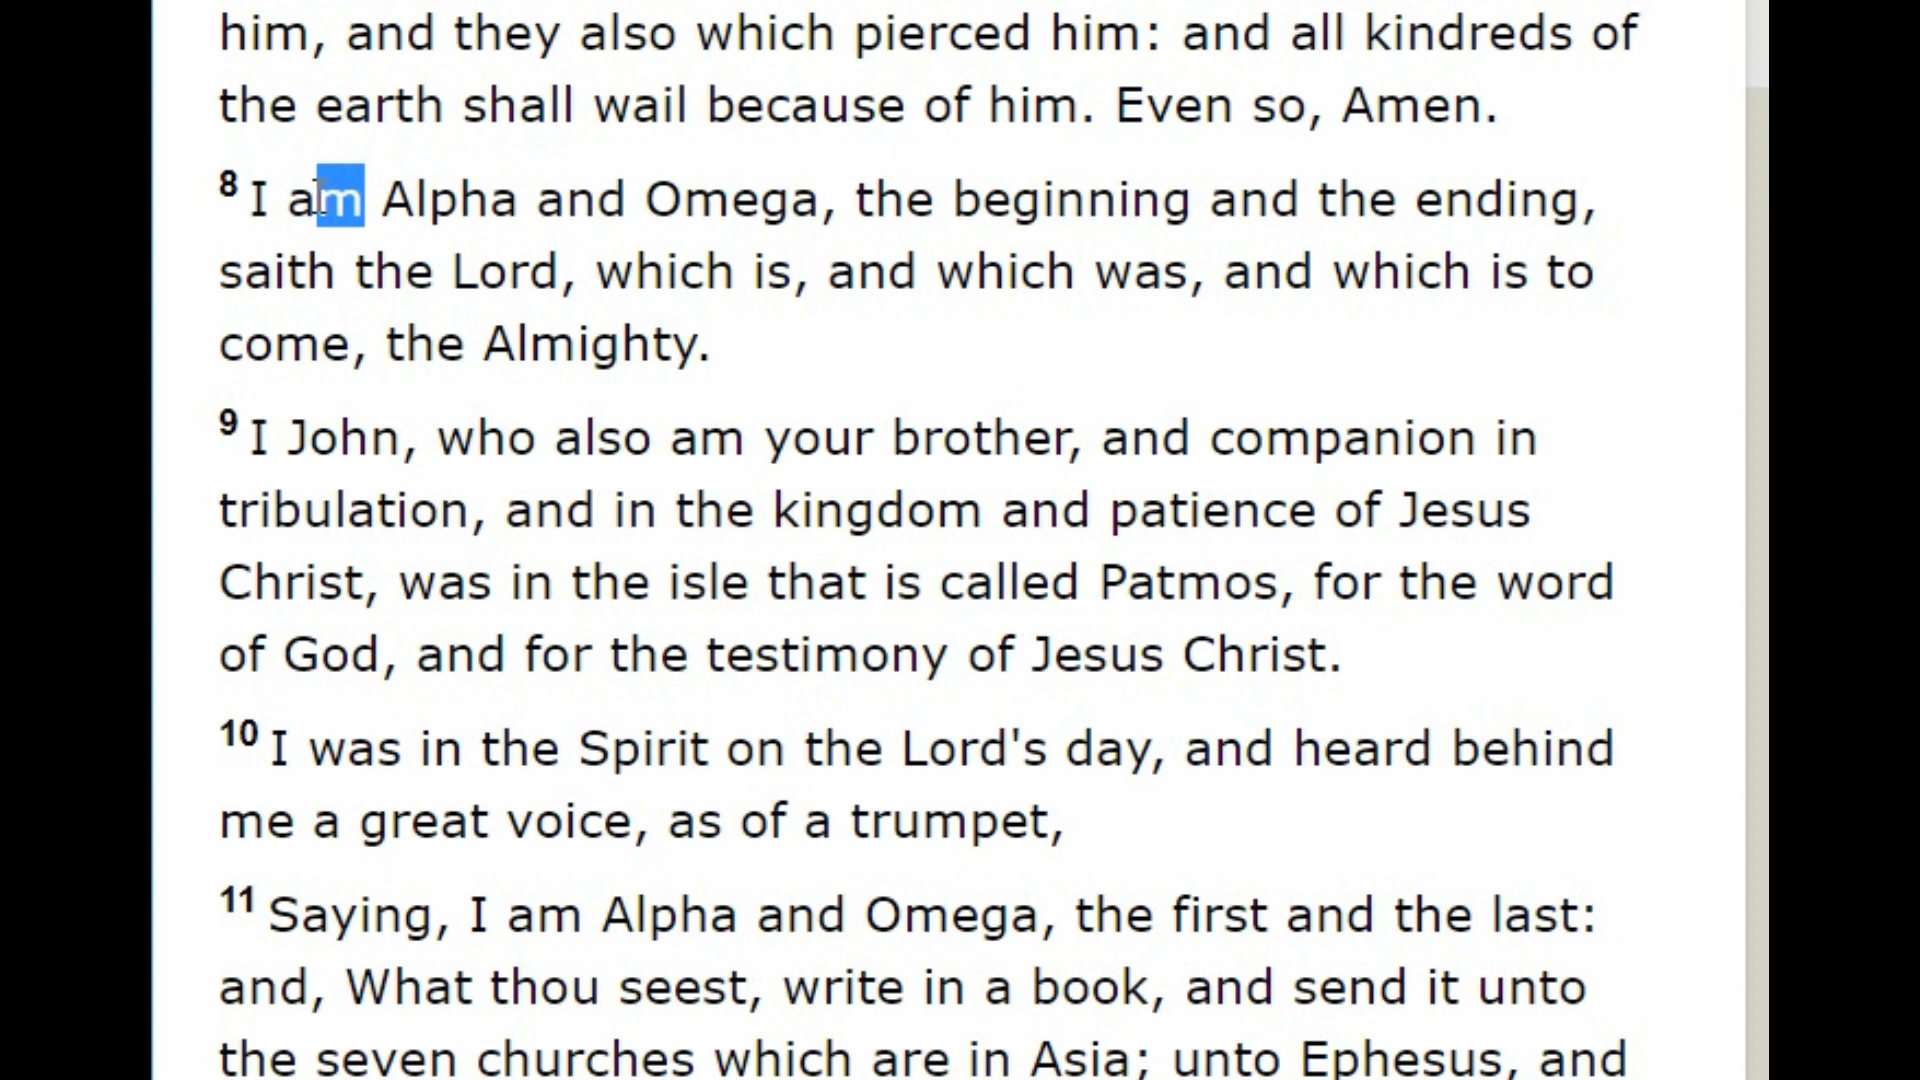 him, and they also which pierced him: and all kindreds of
the earth shall wail because of him. Even so, Amen.
8 I am Alpha and Omega, the beginning and the ending,
saith the Lord, which is, and which was, and which is to
come, the Almighty.
9 I John, who also am your brother, and companion in
tribulation, and in the kingdom and patience of Jesus
Christ, was in the isle that is called Patmos, for the word
of God, and for the testimony of Jesus Christ.
10 I was in the Spirit on the Lord's day, and heard behind
me a great voice, as of a trumpet,
11 Saying, I am Alpha and Omega, the first and the last:
and, What thou seest, write in a book, and send it unto
the seven churches which are in Asia; unto Ephesus, and